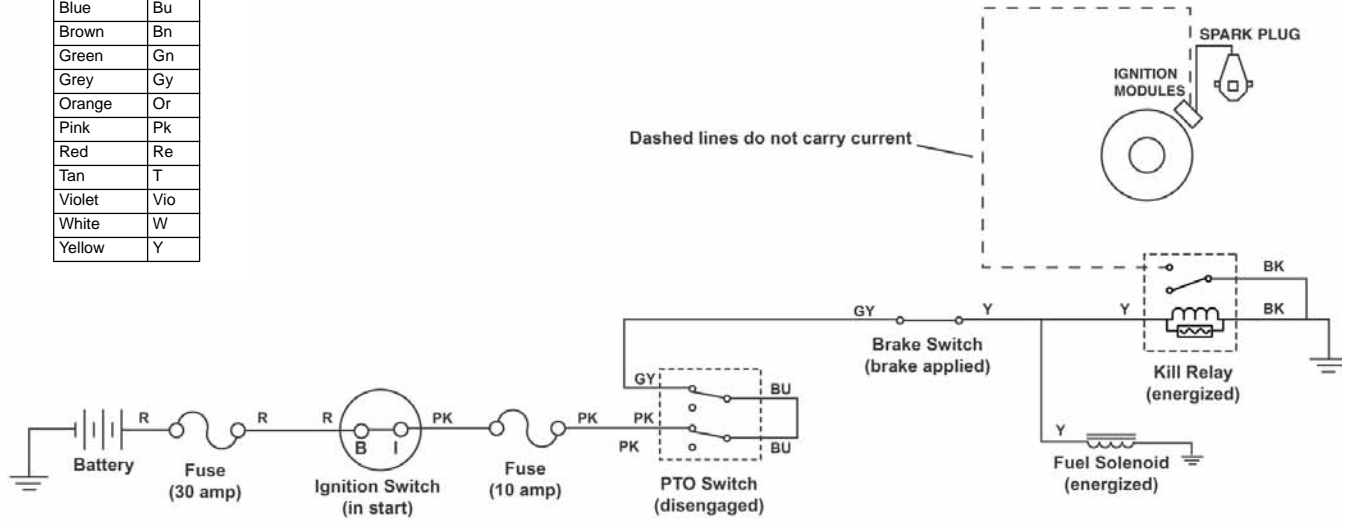 Blue Bu
Brown Bn
Green Gn
Grey Gy
Orange Or
Pink Pk
Red Re
Tan T
Violet Vio
White W
Yellow Y
SPARK PLUG
IGNITION
MODULES
Dashed lines do not carry current
BK
GY Y Y BK
Brake Switch
(brake applied)
Kill Relay
(energized)
GY BU
R R R PK PK PK
B I PK BU
Battery
Fuse
(30 amp)
Ignition Switch
(in start)
Fuse
(10 amp)
PTO Switch
(disengaged)
Y
Fuel Solenoid
(energized)